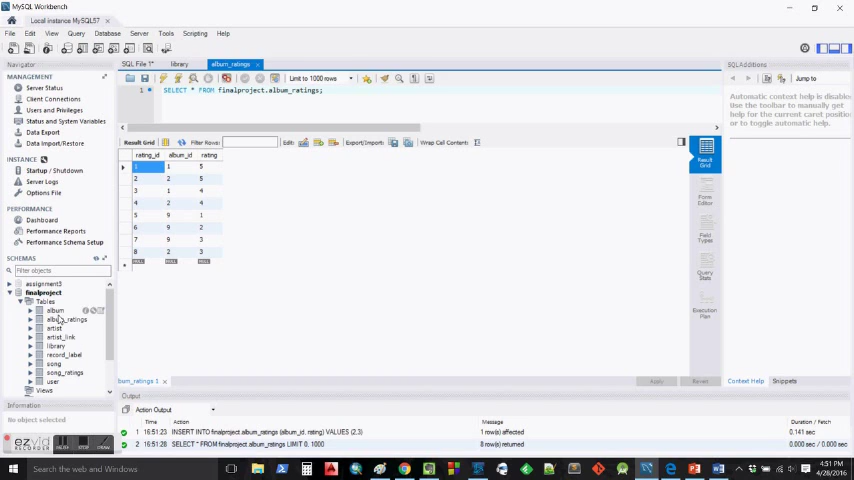 MySQL Workbench
Local instance MySQL57
File Edit View Query Database Server Tools Scripting Help
Navigator
MANAGEMENT
Server Status
Client Connections
Users and Privileges
Status and System Variables
Data Export
Data Import/Restore
INSTANCE
Startup / Shutdown
Server Logs
Options File
PERFORMANCE
Dashboard
Performance Reports
Performance Schema Setup
SCHEMAS
Filter objects
assignment3
finalproject
Tables
album
album_ratings
artist
artist_link
library
record_label
song
song_ratings
user
Views
Information
No object selected
ezvid
RECORDER
PAUSE STOP DRAW
SQL File 1* library album_ratings
Limit to 1000 rows
1 SELECT * FROM finalproject.album_ratings;
Result Grid Filter Rows: Edit: Export/Import: Wrap Cell Content:
rating_id album_id rating
1 1 5
2 2 5
3 1 4
4 2 4
5 9 1
6 9 2
7 9 3
8 2 3
NULL NULL NULL
Result Grid
Form Editor
Field Types
Query Stats
Execution Plan
bum_ratings 1
Apply Revert
Output
Action Output
Time Action Message Duration / Fetch
1 16:51:23 INSERT INTO finalproject.album_ratings (album_id, rating) VALUES (2,3) 1 row(s) affected 0.141 sec
2 16:51:28 SELECT * FROM finalproject.album_ratings LIMIT 0, 1000 8 row(s) returned 0.000 sec / 0.000 sec
SQLAdditions
Jump to
Automatic context help is disable
Use the toolbar to manually get
help for the current caret position
or to toggle automatic help.
Context Help Snippets
Search the web and Windows
4:51 PM
4/28/2016